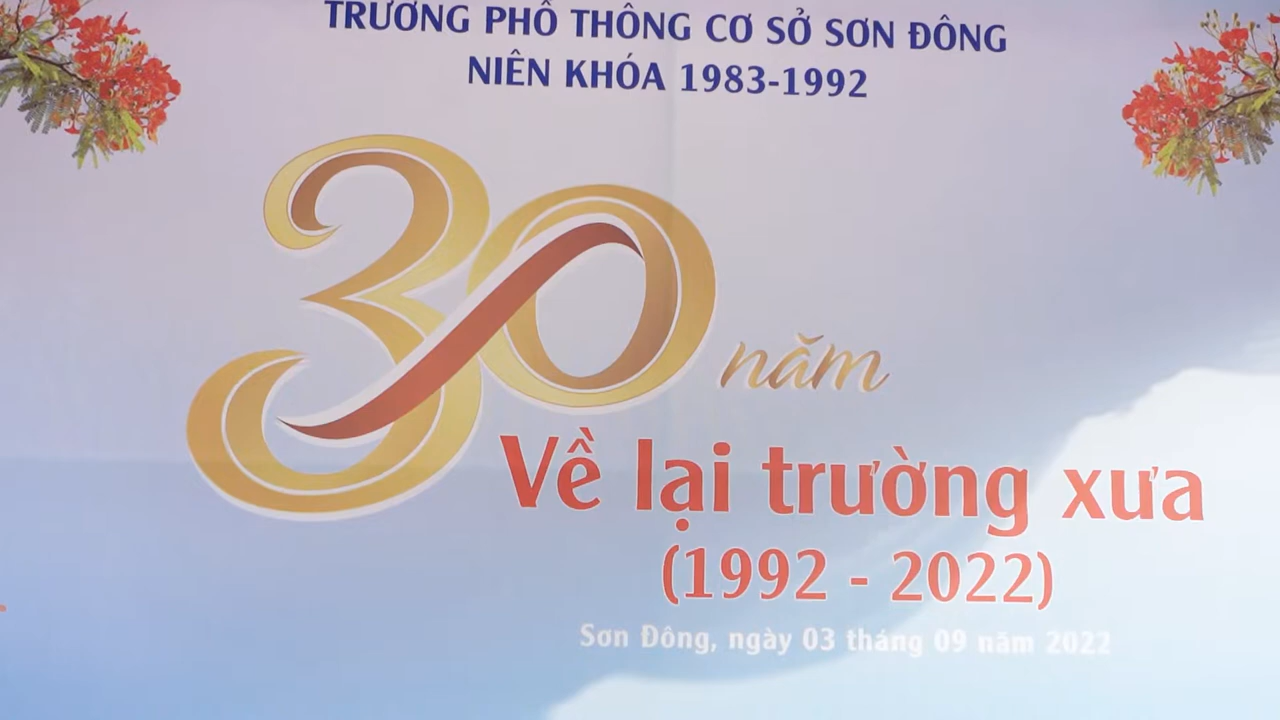 TRƯỜNG PHỔ THÔNG CƠ SỞ SƠN ĐÔNG
NIÊN KHÓA 1983-1992
30 năm
Về lại trường xưa
(1992 - 2022)
Sơn Đông, ngày 03 tháng 09 năm 2022